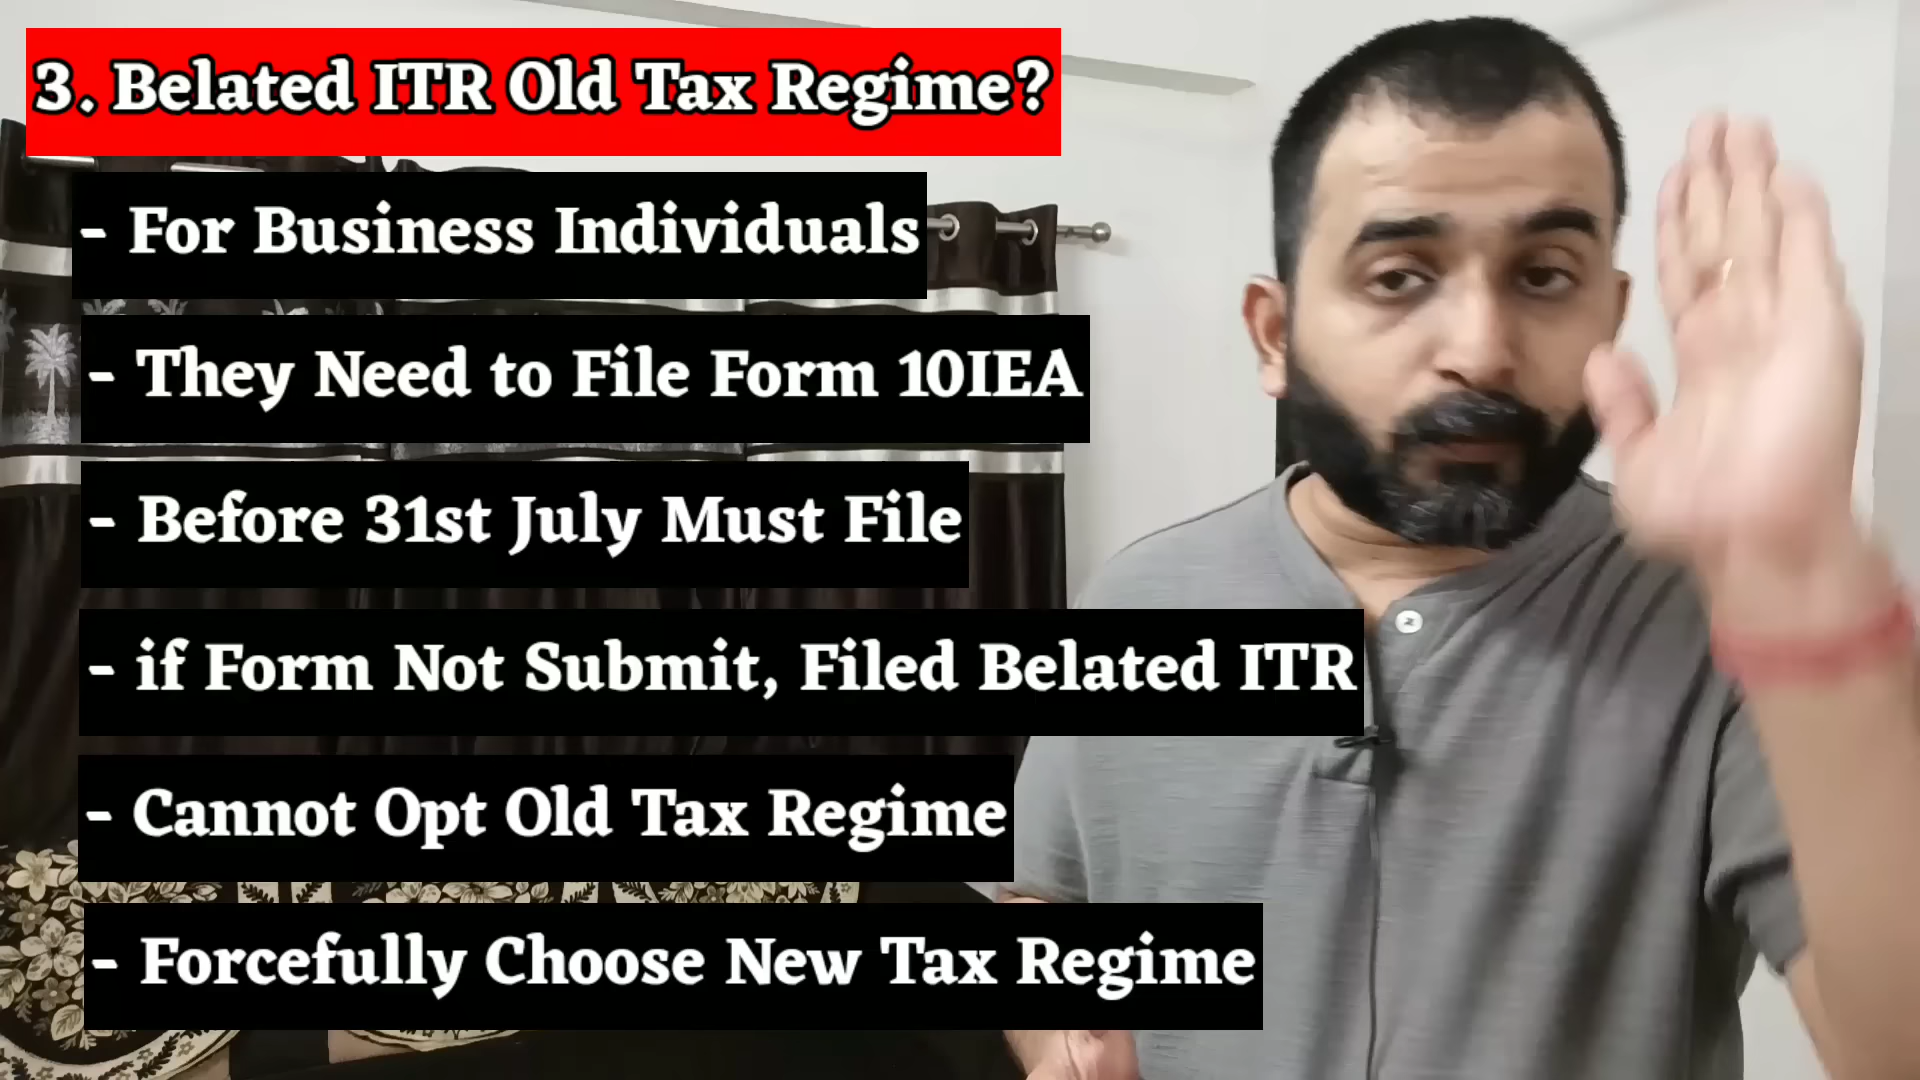 3. Belated ITR Old Tax Regime?
- For Business Individuals
- They Need to File Form 10IEA
- Before 31st July Must File
- if Form Not Submit, Filed Belated ITR
- Cannot Opt Old Tax Regime
- Forcefully Choose New Tax Regime